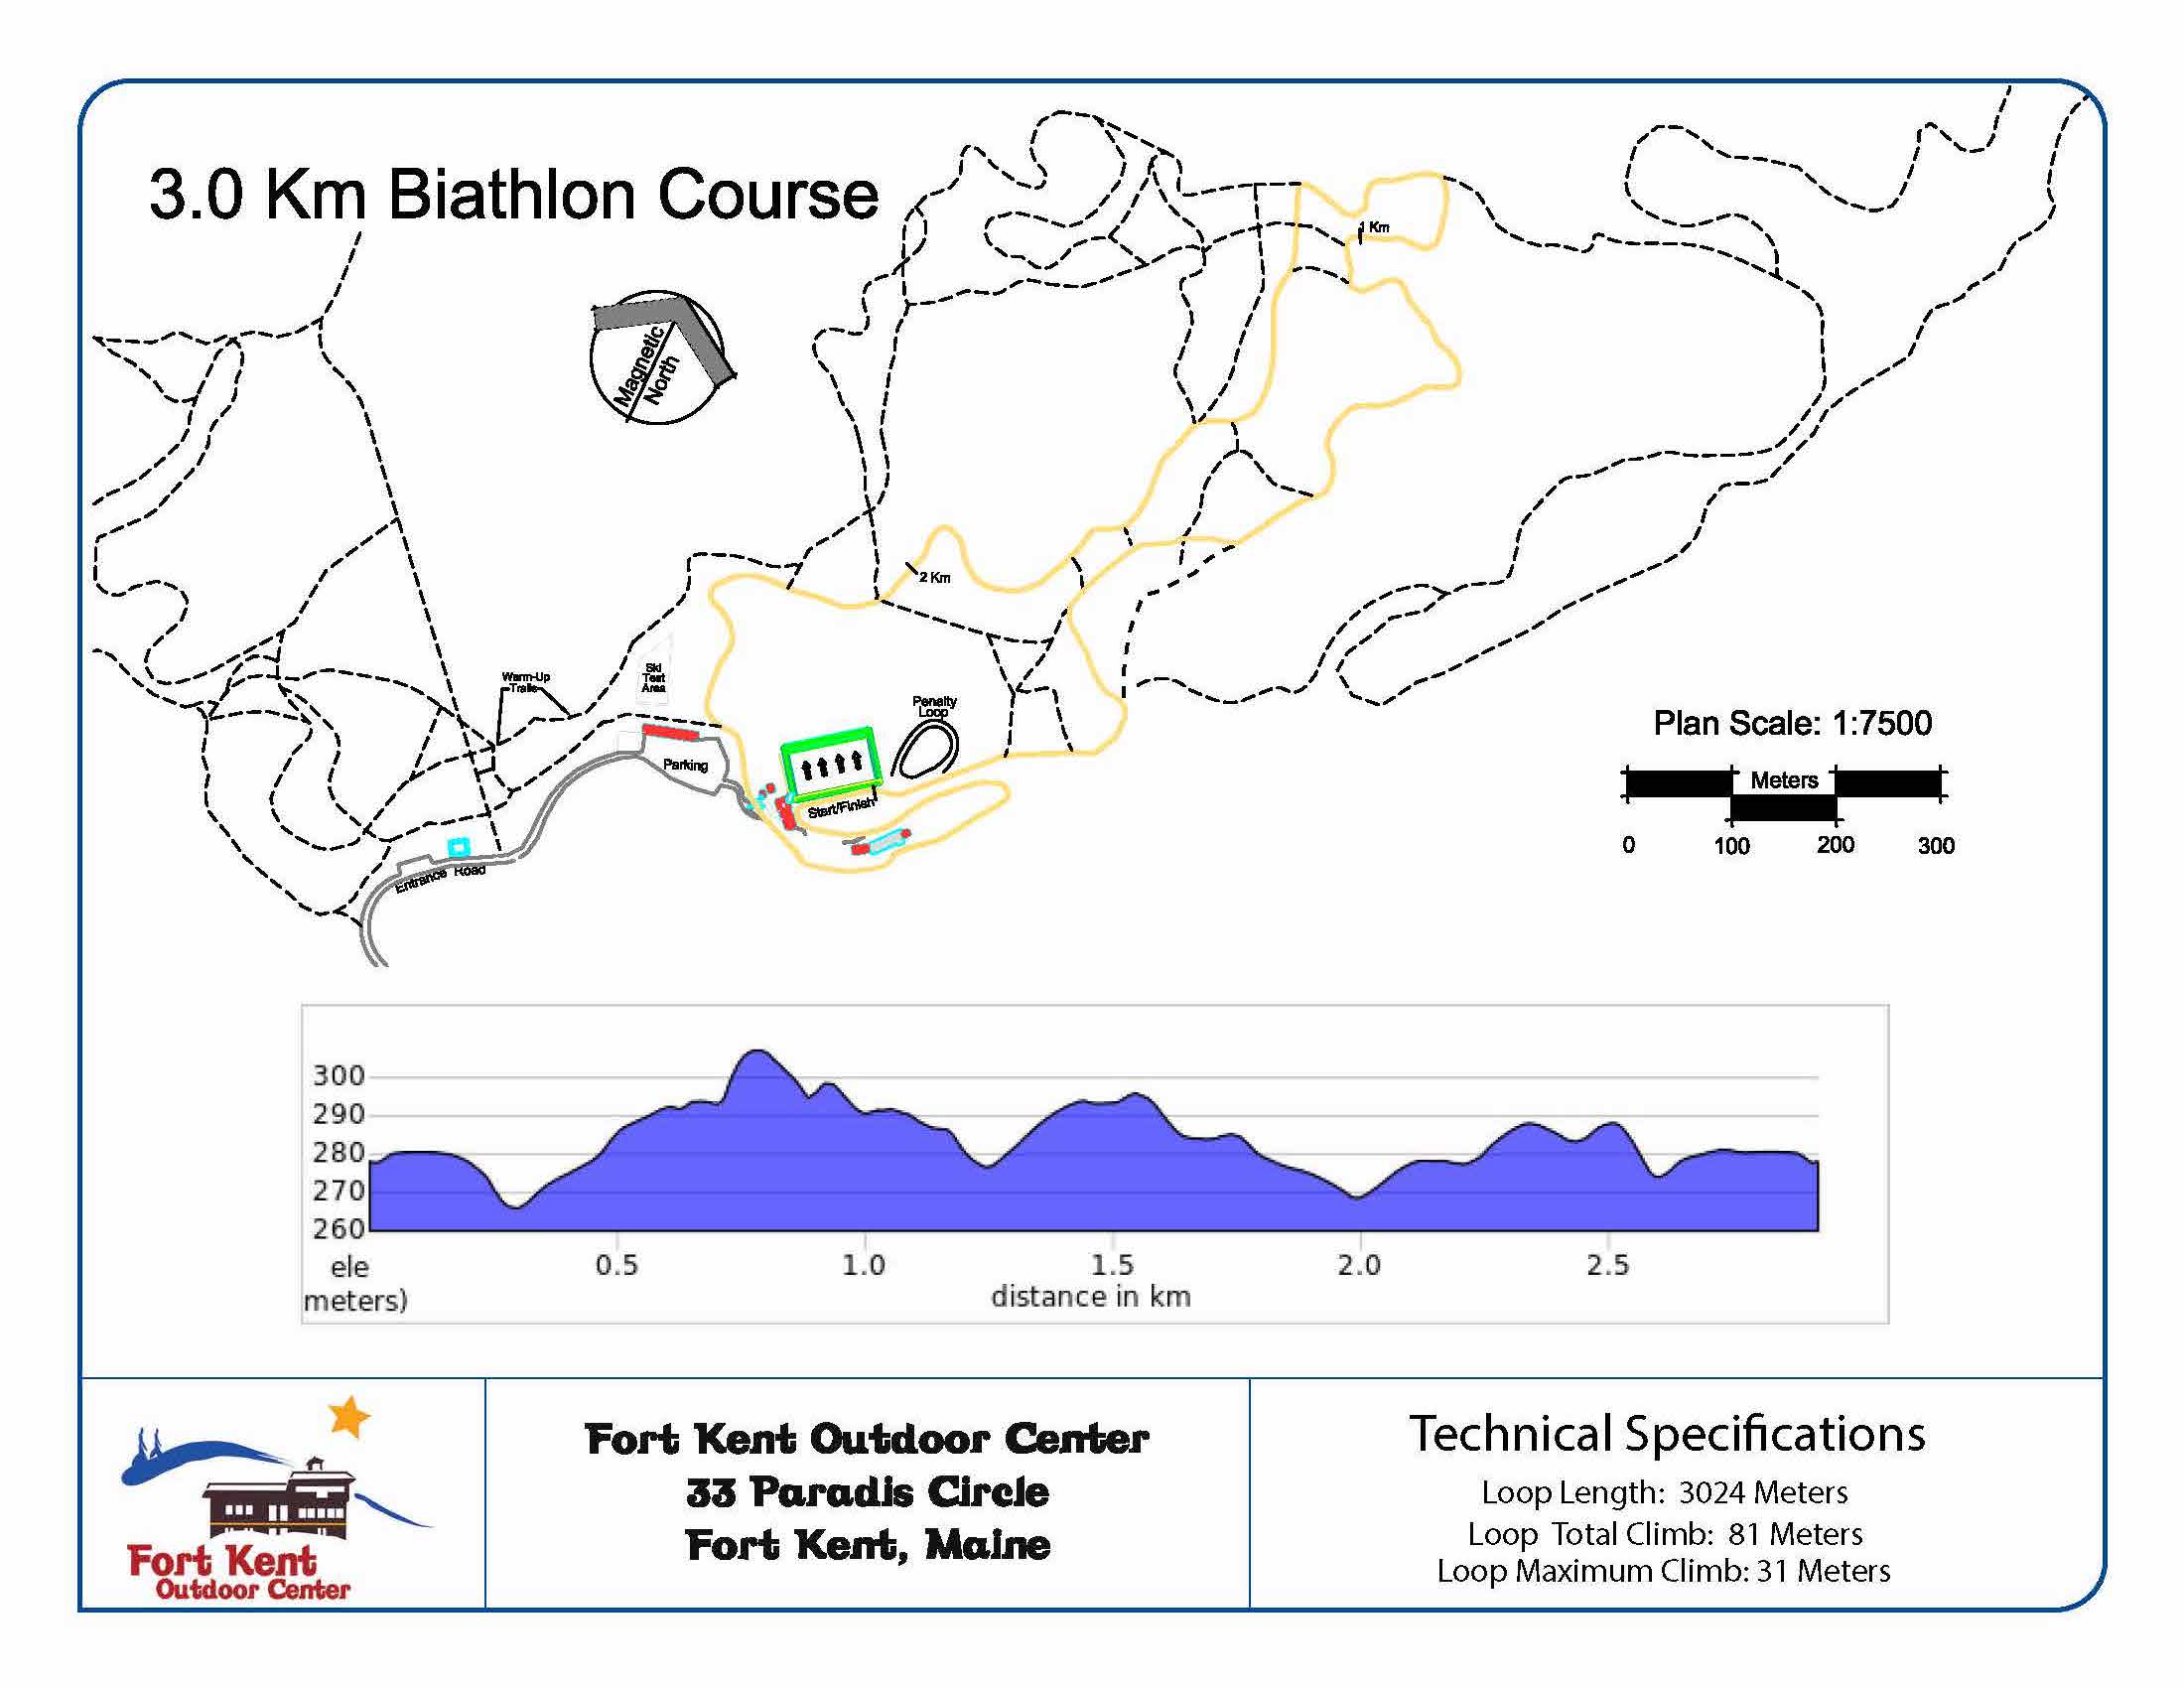 3.0 Km Biathlon Course
1 Km
Magnetic
North
2 Km
Warm-Up
Trails
Ski
Test
Area
Penalty
Loop
Parking
Start/Finish
Entrance Road
Plan Scale: 1:7500
Meters
0 100 200 300
300
290
280
270
260
ele
meters)
0.5 1.0 1.5 2.0 2.5
distance in km
Fort Kent
Outdoor Center
Fort Kent Outdoor Center
33 Paradis Circle
Fort Kent, Maine
Technical Specifications
Loop Length: 3024 Meters
Loop Total Climb: 81 Meters
Loop Maximum Climb: 31 Meters